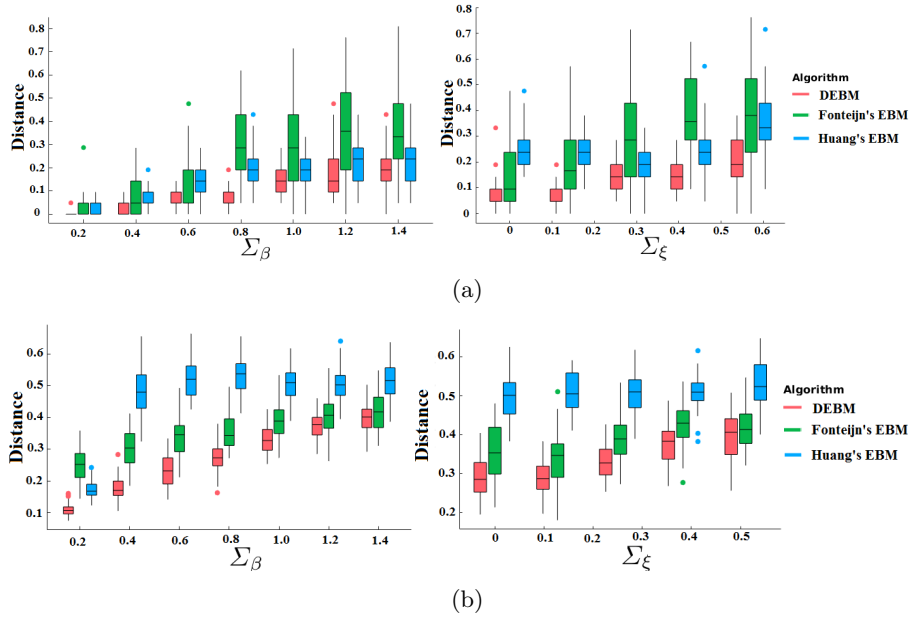 0.8
0.7
0.6
0.5
0.4
0.3
0.2
0.1
0
Distance
0.2 0.4 0.6 0.8 1.0 1.2 1.4
Σβ
0.8
0.7
0.6
0.5
0.4
0.3
0.2
0.1
0
Distance
0 0.1 0.2 0.3 0.4 0.5 0.6
Σξ
Algorithm
DEBM
Fonteijn's EBM
Huang's EBM
(a)
0.6
0.5
0.4
0.3
0.2
0.1
Distance
0.2 0.4 0.6 0.8 1.0 1.2 1.4
Σβ
0.6
0.5
0.4
0.3
0.2
Distance
0 0.1 0.2 0.3 0.4 0.5
Σξ
Algorithm
DEBM
Fonteijn's EBM
Huang's EBM
(b)